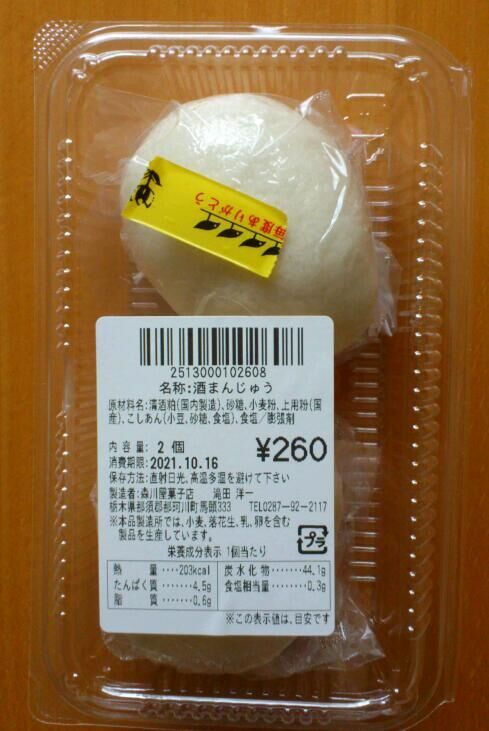 毎度ありがとう
2513000102608
名称:酒まんじゅう
原材料名:清酒粕(国内製造)、砂糖、小麦粉、上用粉(国
産)、こしあん(小豆、砂糖、食塩)、食塩/膨張剤
内容量: 2 個
¥260
消費期限:2021.10.16
保存方法:直射日光、高温多湿を避けて下さい
製造者:森川屋菓子店 滝田 洋一
栃木県那須郡那珂川町馬頭333 TEL0287-92-2117
※本品製造所では、小麦、落花生、乳、卵を含む
製品を生産しています。
プラ
栄養成分表示 1個当たり
熱 量 ····203kcal
たんぱく質 ·····4.5g
脂 質 ·····0.6g
炭水化物 ·····44.1g
食塩相当量 ·····0.3g
※この表示値は、目安です